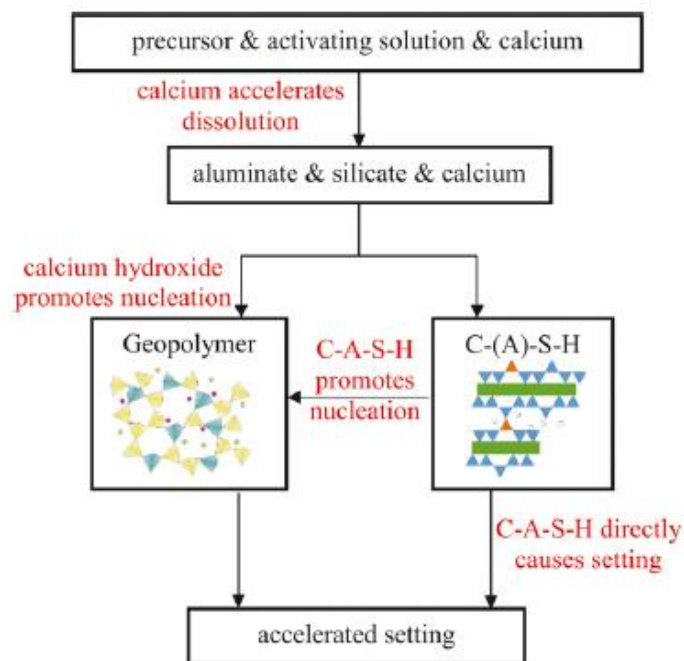 precursor & activating solution & calcium
calcium accelerates
dissolution
aluminate & silicate & calcium
calcium hydroxide
promotes nucleation
Geopolymer
C-A-S-H
promotes
nucleation
C-(A)-S-H
C-A-S-H directly
causes setting
accelerated setting